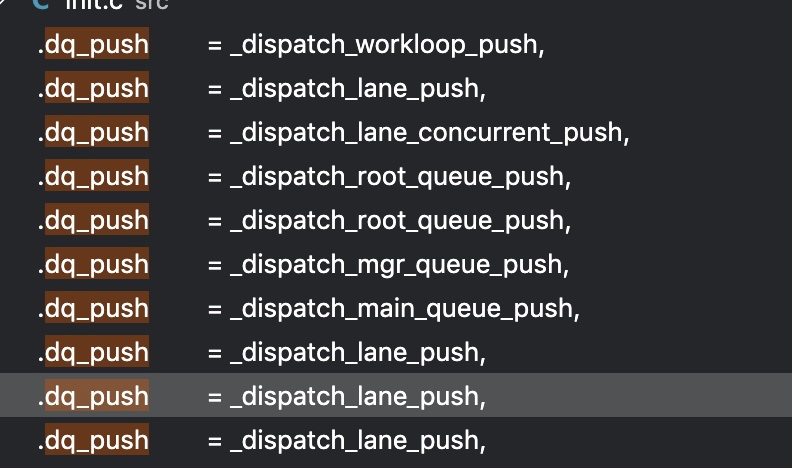 C init.c src
.dq_push = _dispatch_workloop_push,
.dq_push = _dispatch_lane_push,
.dq_push = _dispatch_lane_concurrent_push,
.dq_push = _dispatch_root_queue_push,
.dq_push = _dispatch_root_queue_push,
.dq_push = _dispatch_mgr_queue_push,
.dq_push = _dispatch_main_queue_push,
.dq_push = _dispatch_lane_push,
.dq_push = _dispatch_lane_push,
.dq_push = _dispatch_lane_push,